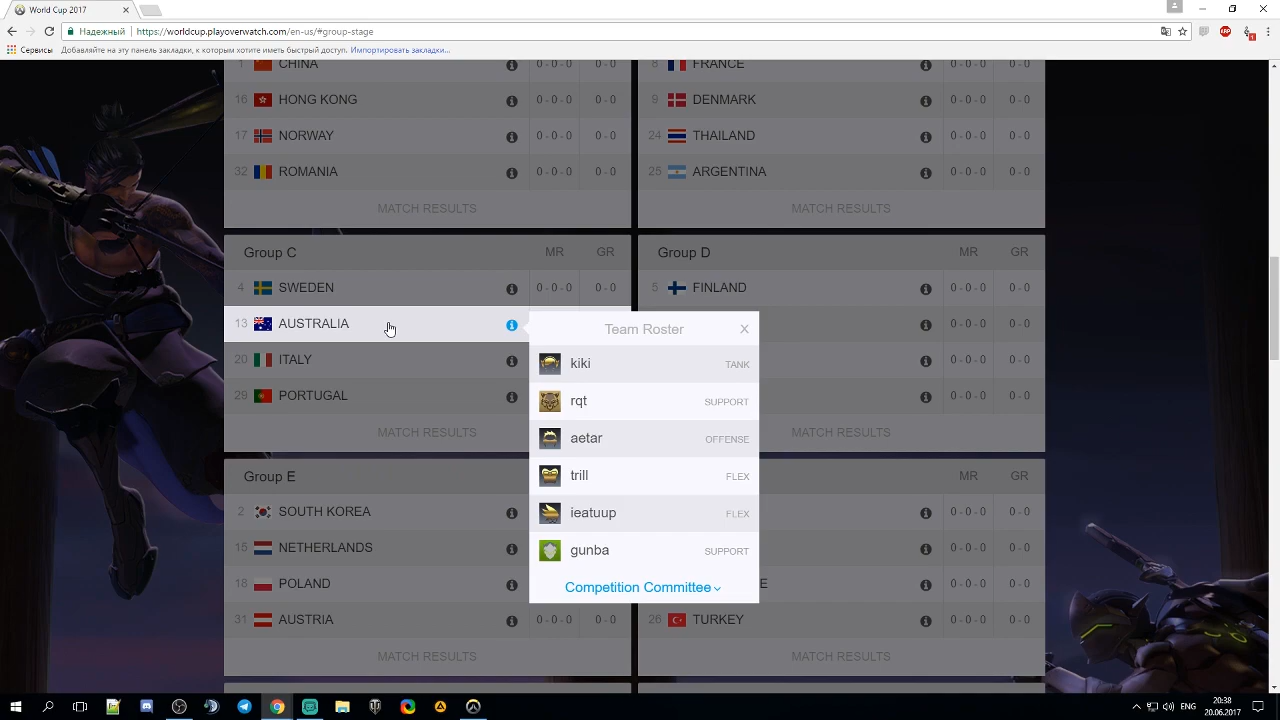 World Cup 2017
Надежный https://worldcup.playoverwatch.com/en-us/#group-stage
Сервисы Добавляйте на эту панель закладки, к которым хотите иметь быстрый доступ. Импортировать закладки...
1 CHINA 0 - 0 - 0 0 - 0
8 FRANCE 0 - 0 - 0 0 - 0
16 HONG KONG 0 - 0 - 0 0 - 0
9 DENMARK 0 - 0 - 0 0 - 0
17 NORWAY 0 - 0 - 0 0 - 0
24 THAILAND 0 - 0 - 0 0 - 0
32 ROMANIA 0 - 0 - 0 0 - 0
25 ARGENTINA 0 - 0 - 0 0 - 0
MATCH RESULTS
MATCH RESULTS
Group C MR GR
4 SWEDEN 0 - 0 - 0 0 - 0
13 AUSTRALIA
20 ITALY
29 PORTUGAL
MATCH RESULTS
Group D MR GR
5 FINLAND 0 - 0 - 0 0 - 0
0 - 0 - 0 0 - 0
0 - 0 - 0 0 - 0
0 - 0 - 0 0 - 0
MATCH RESULTS
Team Roster X
kiki TANK
rqt SUPPORT
aetar OFFENSE
trill FLEX
ieatuup FLEX
gunba SUPPORT
Competition Committee
Group E
2 SOUTH KOREA
15 NETHERLANDS
18 POLAND
31 AUSTRIA 0 - 0 - 0 0 - 0
MATCH RESULTS
MR GR
0 - 0 - 0 0 - 0
0 - 0 - 0 0 - 0
E 0 - 0 - 0 0 - 0
26 TURKEY 0 - 0 - 0 0 - 0
MATCH RESULTS
ENG
20:38
20.06.2017